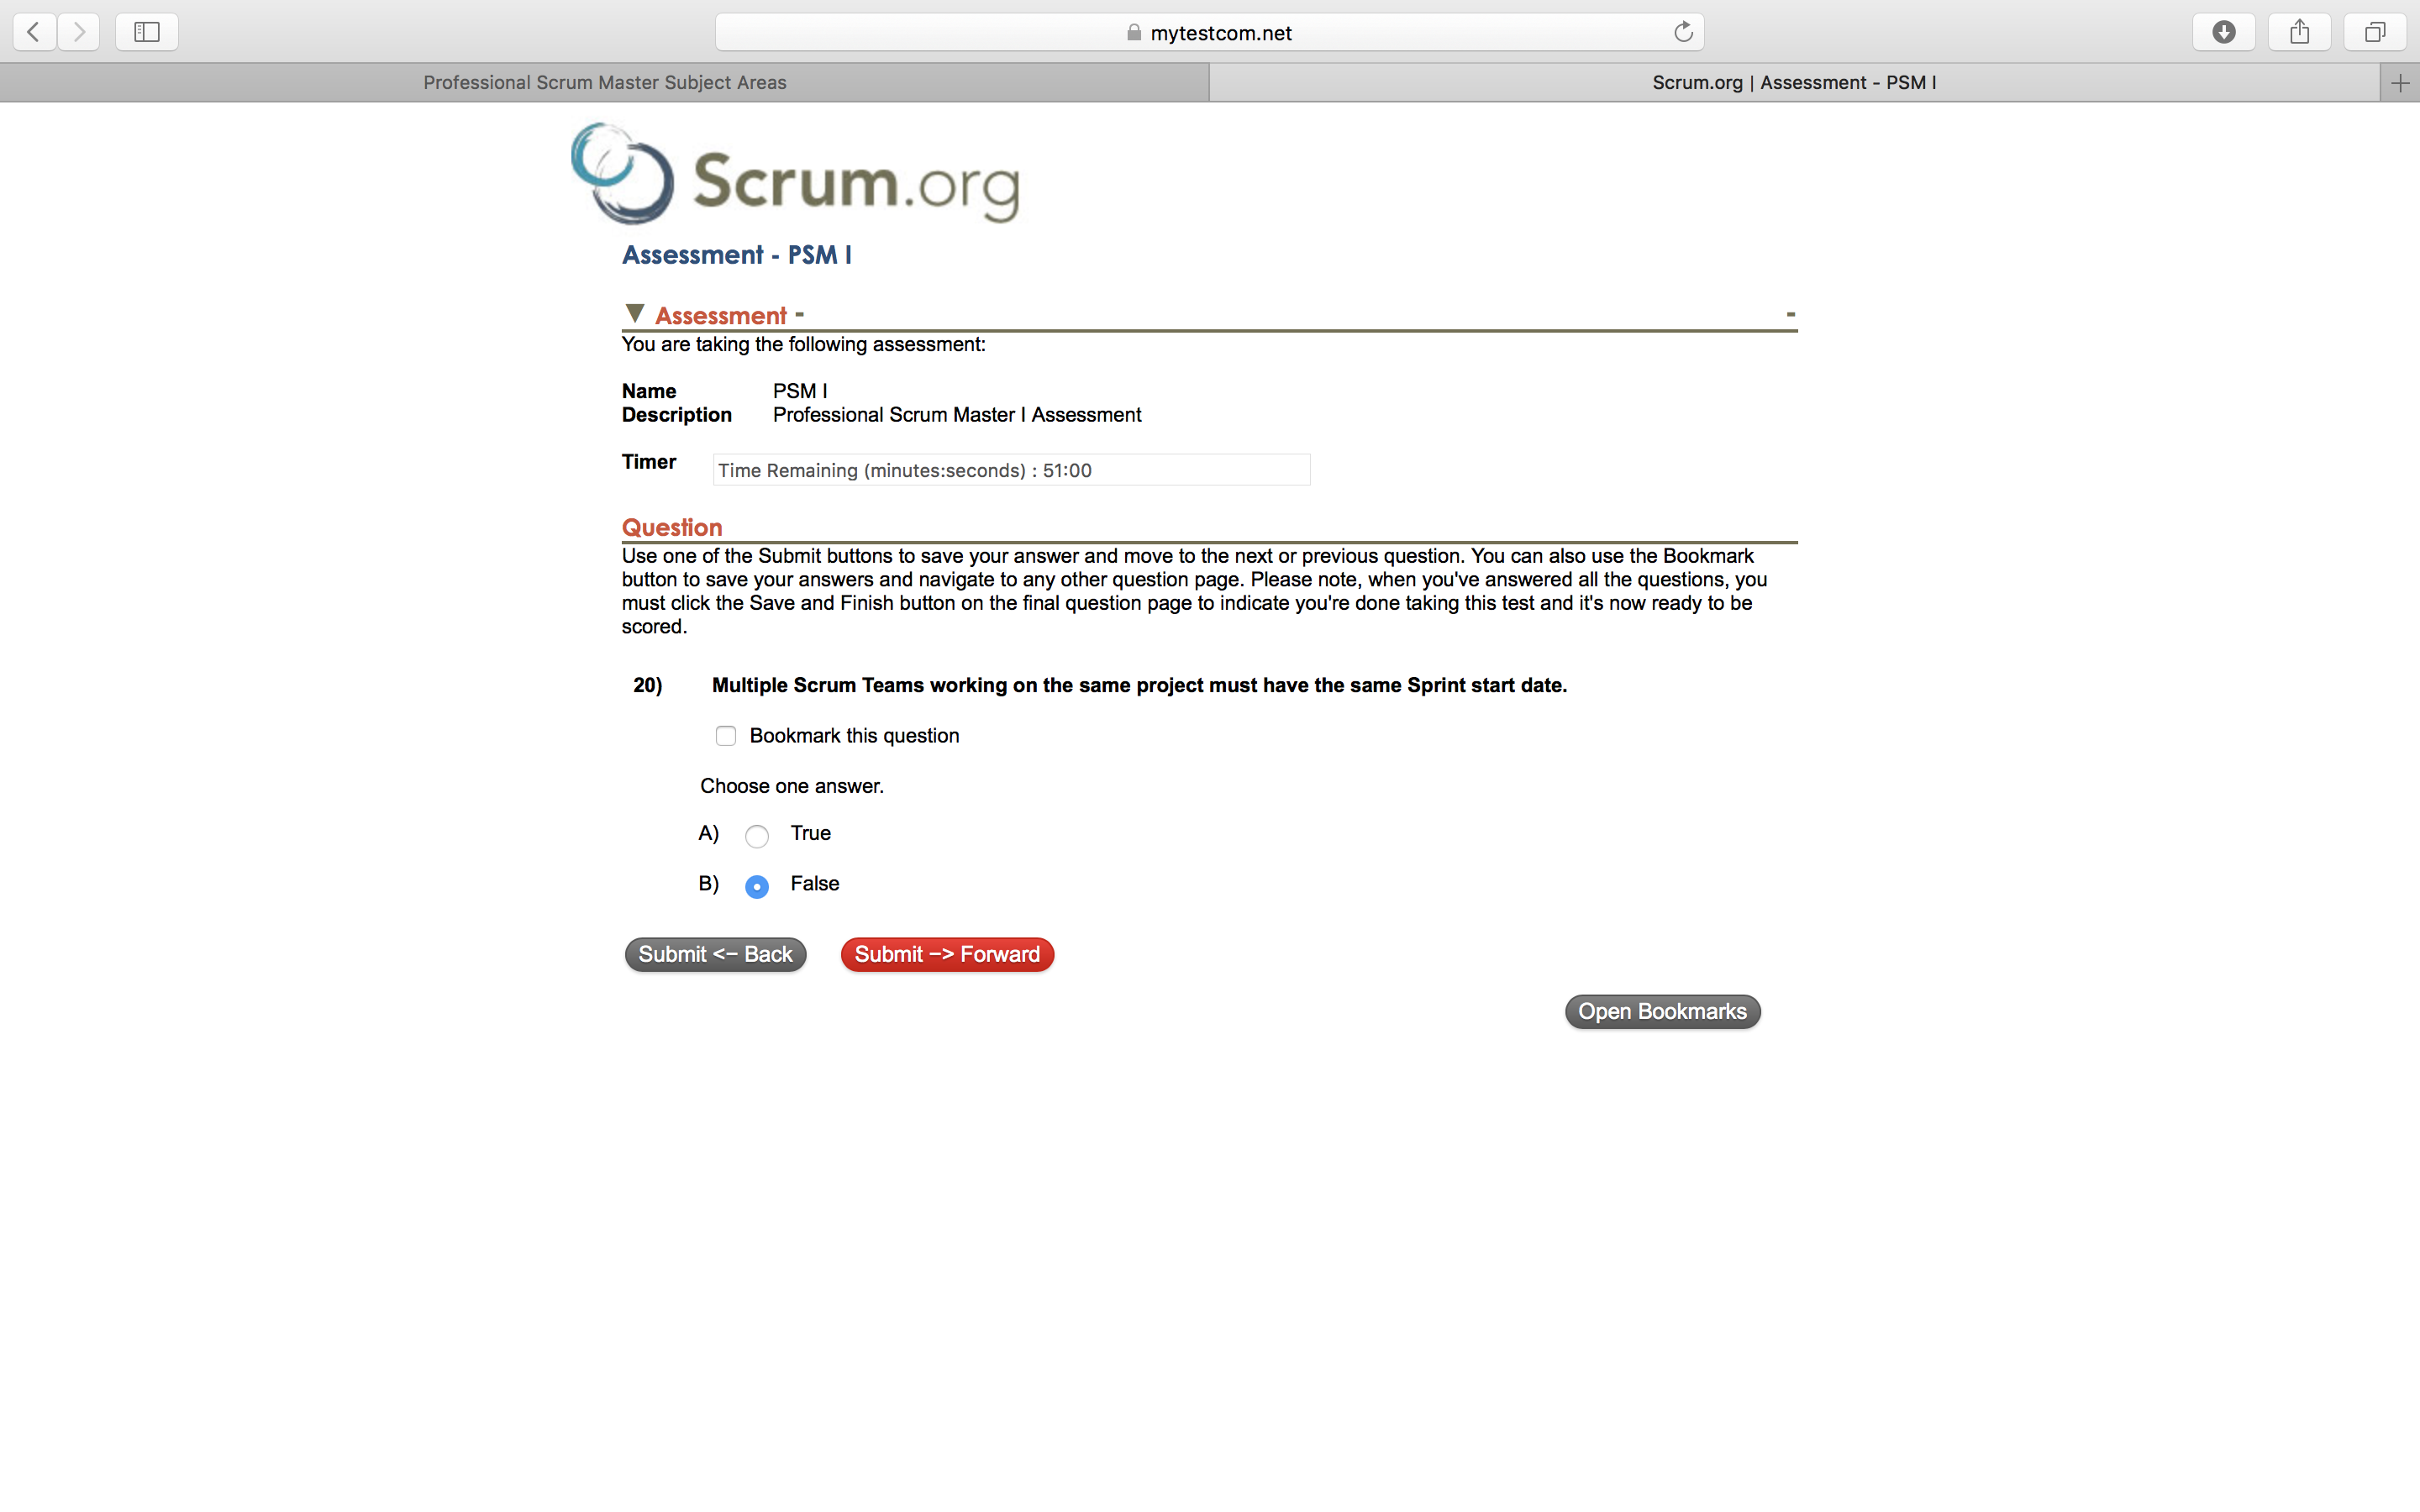 mytestcom.net
Professional Scrum Master Subject Areas
Scrum.org | Assessment - PSM I
Scrum.org
Assessment - PSM I
Assessment -
-
You are taking the following assessment:
Name PSM I
Description Professional Scrum Master I Assessment
Timer Time Remaining (minutes:seconds) : 51:00
Question
Use one of the Submit buttons to save your answer and move to the next or previous question. You can also use the Bookmark
button to save your answers and navigate to any other question page. Please note, when you've answered all the questions, you
must click the Save and Finish button on the final question page to indicate you're done taking this test and it's now ready to be
scored.
20) Multiple Scrum Teams working on the same project must have the same Sprint start date.
Bookmark this question
Choose one answer.
A) True
B) False
Submit <- Back Submit -> Forward
Open Bookmarks